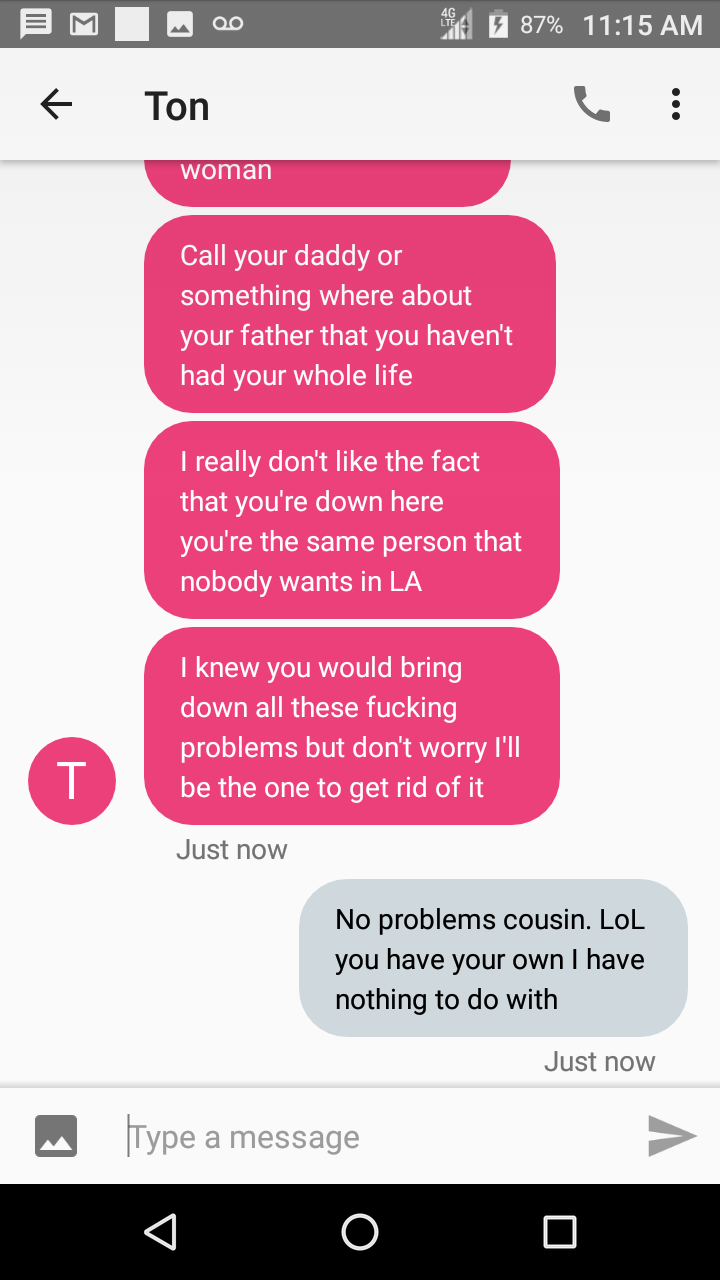 4G
LTE
87% 11:15 AM
Ton
woman
Call your daddy or
something where about
your father that you haven't
had your whole life
I really don't like the fact
that you're down here
you're the same person that
nobody wants in LA
I knew you would bring
down all these fucking
problems but don't worry I'll
be the one to get rid of it
T
Just now
No problems cousin. LoL
you have your own I have
nothing to do with
Just now
Type a message